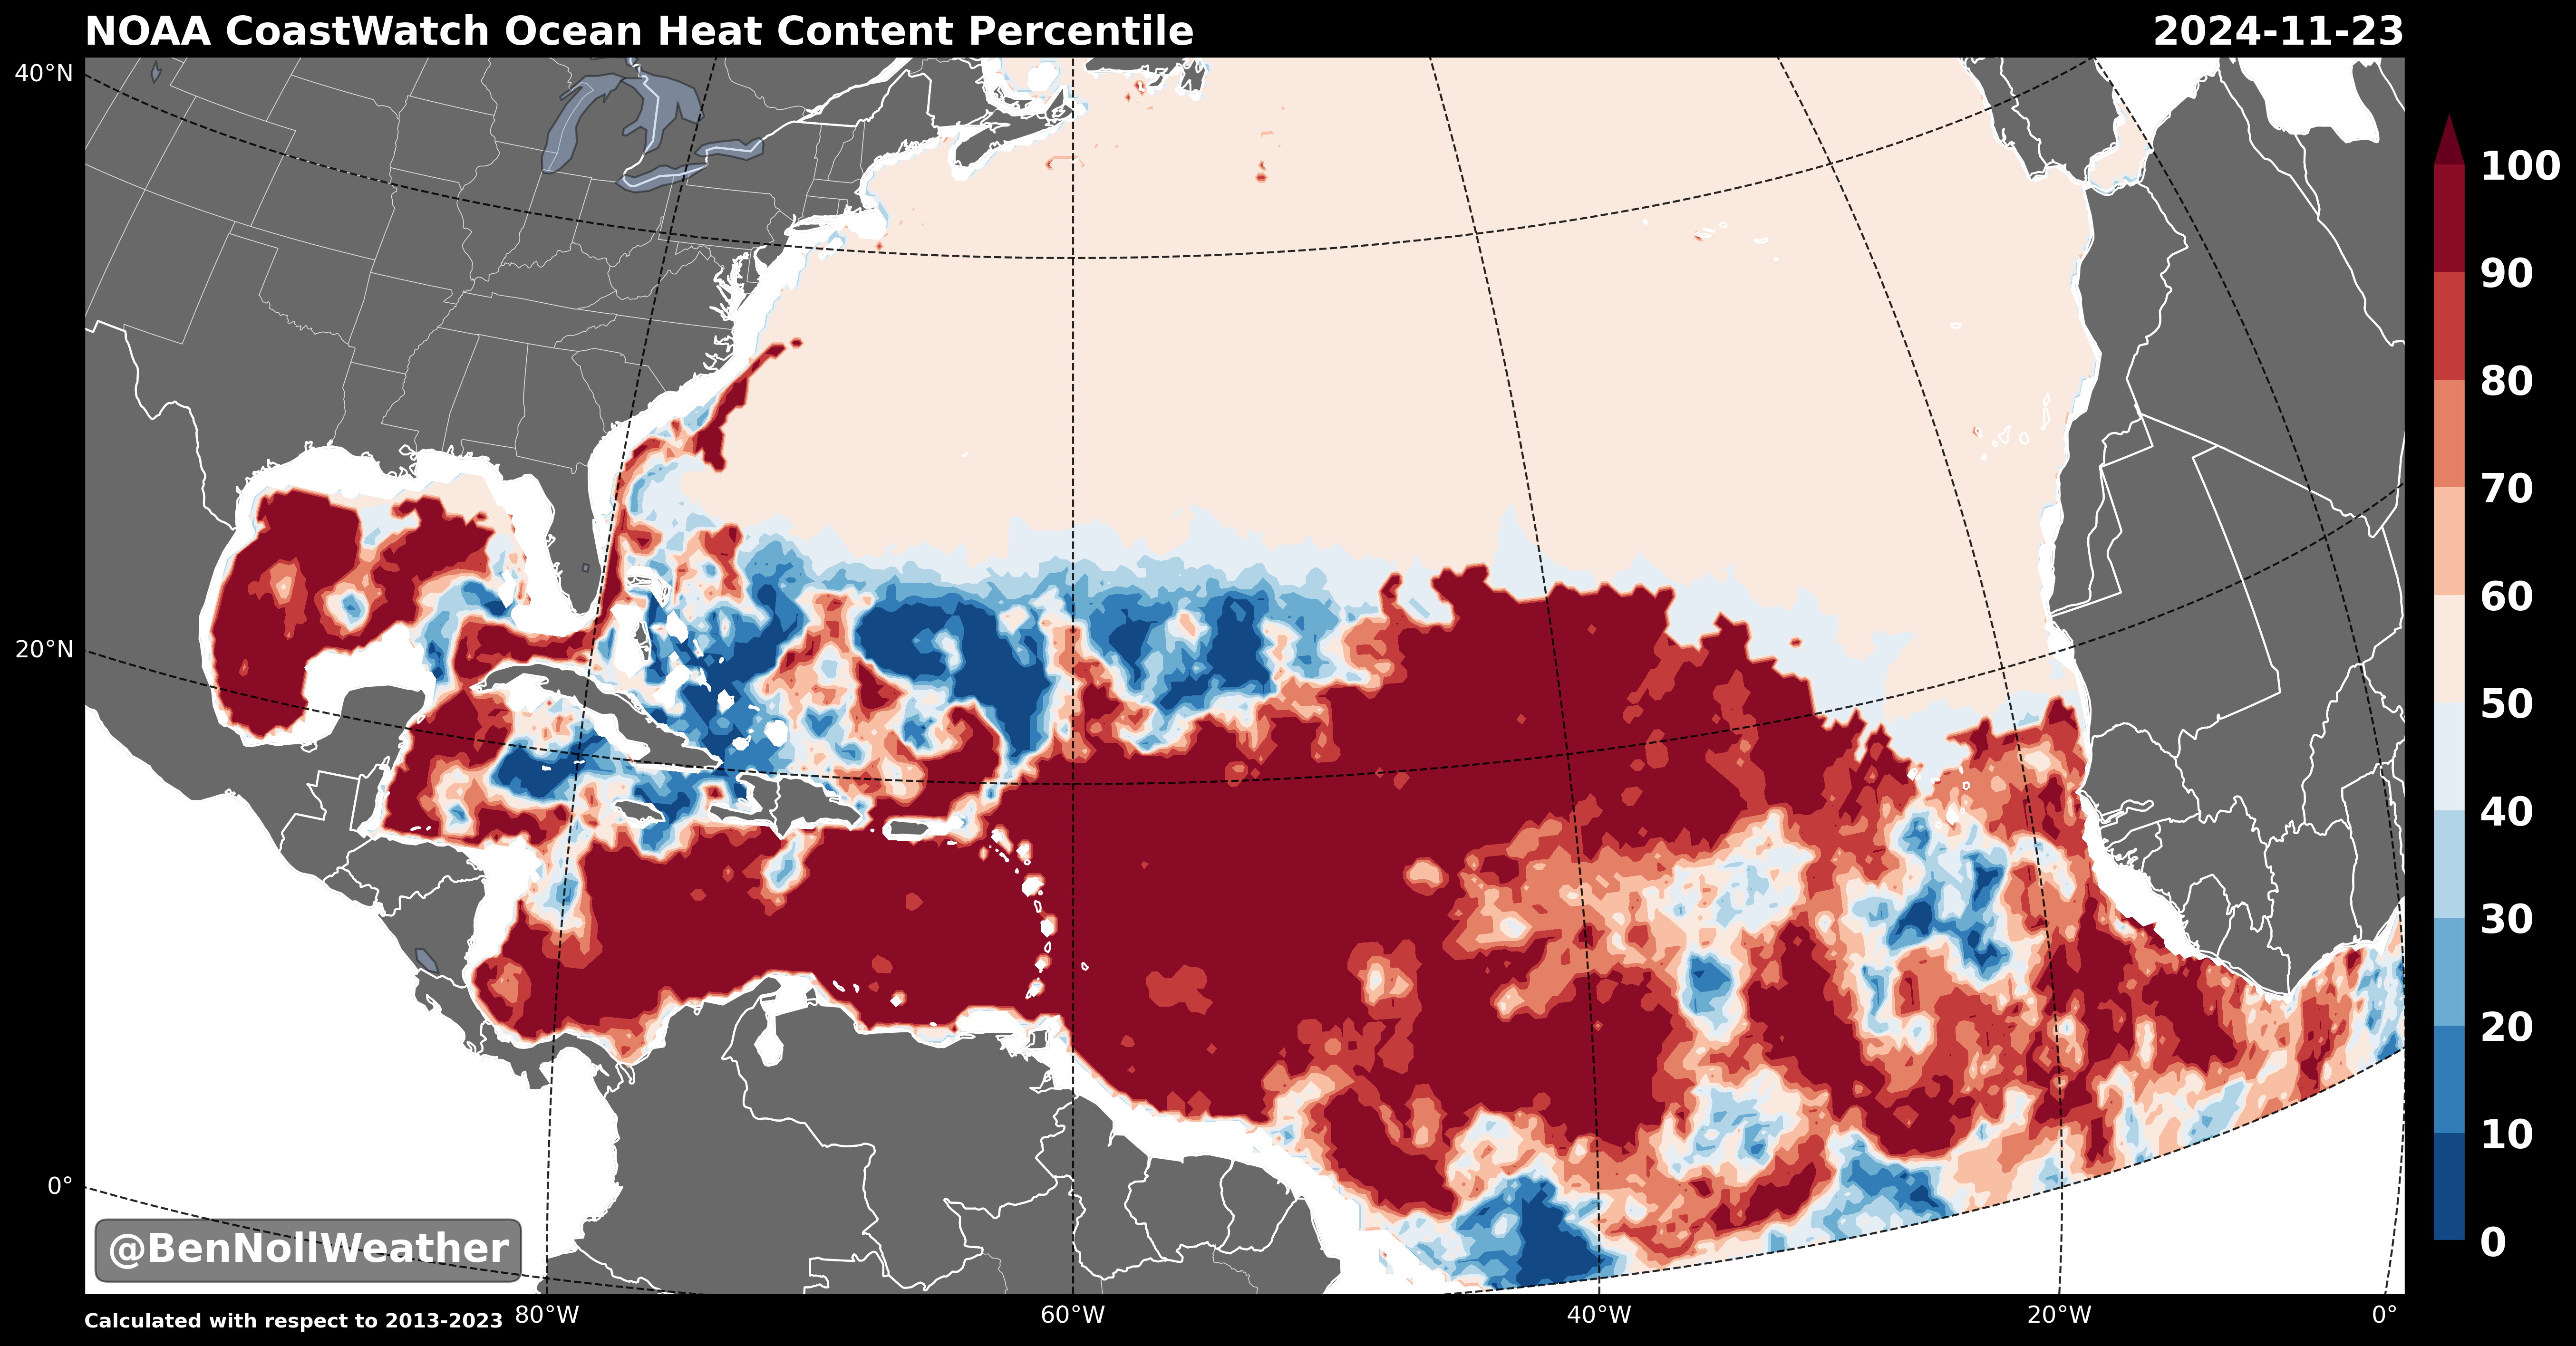 NOAA CoastWatch Ocean Heat Content Percentile
2024-11-23
40°N
20°N
0°
100
90
80
70
60
50
40
30
20
10
0
@BenNollWeather
Calculated with respect to 2013-2023
80°W
60°W
40°W
20°W
0°